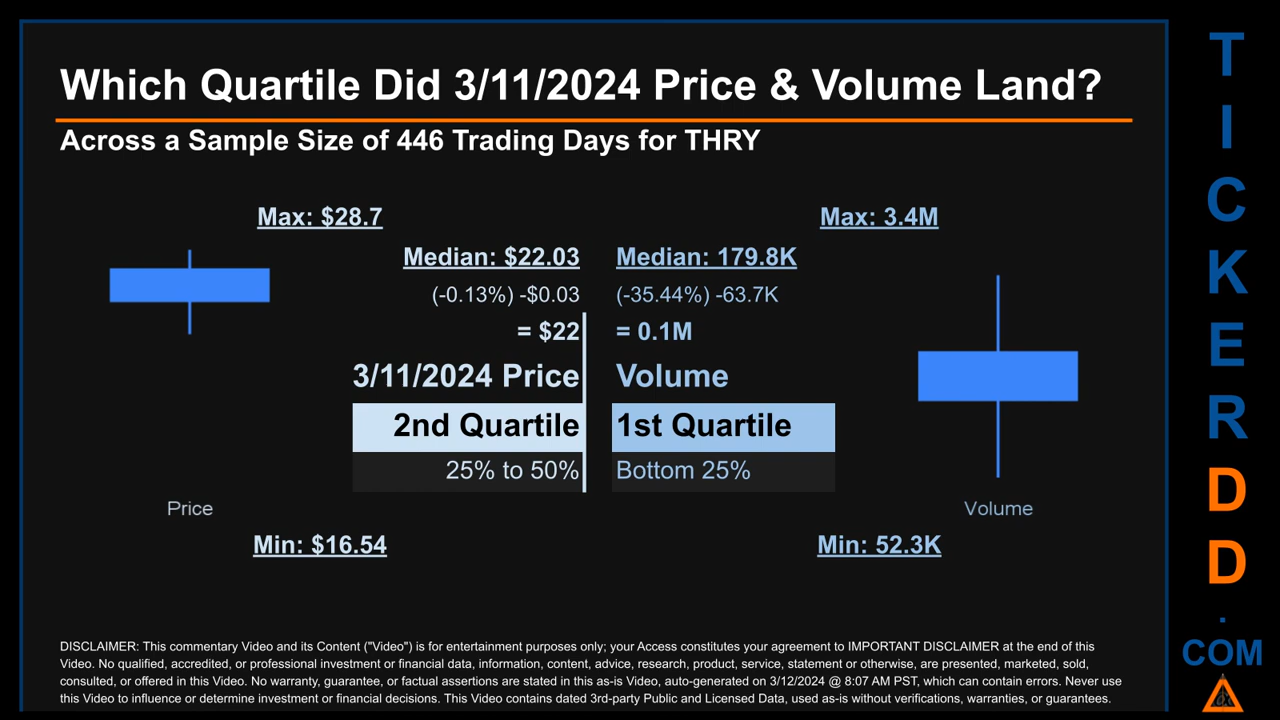 Which Quartile Did 3/11/2024 Price & Volume Land?
Across a Sample Size of 446 Trading Days for THRY
Max: $28.7
Median: $22.03
(-0.13%) -$0.03
= $22
3/11/2024 Price
2nd Quartile
25% to 50%
Price
Min: $16.54
Max: 3.4M
Median: 179.8K
(-35.44%) -63.7K
= 0.1M
Volume
1st Quartile
Bottom 25%
Volume
Min: 52.3K
DISCLAIMER: This commentary Video and its Content ("Video") is for entertainment purposes only; your Access constitutes your agreement to IMPORTANT DISCLAIMER at the end of this
Video. No qualified, accredited, or professional investment or financial data, information, content, advice, research, product, service, statement or otherwise, are presented, marketed, sold,
consulted, or offered in this Video. No warranty, guarantee, or factual assertions are stated in this as-is Video, auto-generated on 3/12/2024 @ 8:07 AM PST, which can contain errors. Never use
this Video to influence or determine investment or financial decisions. This Video contains dated 3rd-party Public and Licensed Data, used as-is without verifications, warranties, or guarantees.
T
I
C
K
E
R
D
D
.
COM